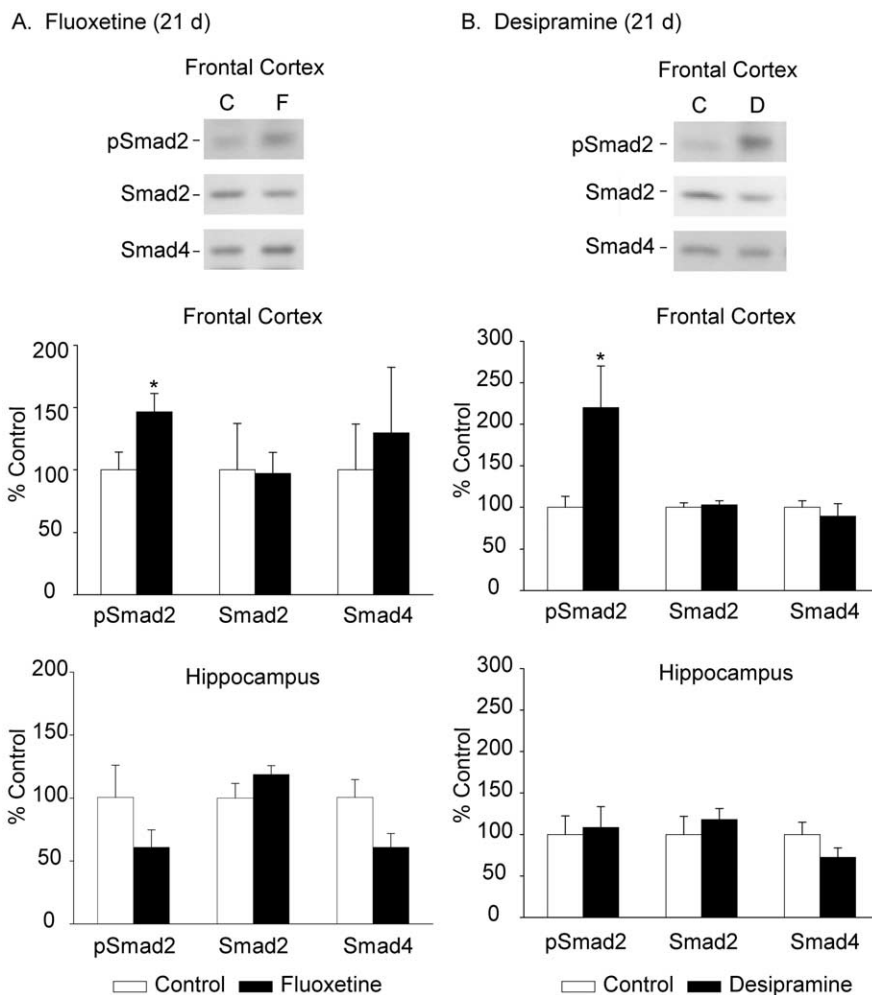 A. Fluoxetine (21 d)
Frontal Cortex
C F
pSmad2 -
Smad2 -
Smad4 -
Frontal Cortex
200
150
100
50
0
% Control
*
pSmad2 Smad2 Smad4
Hippocampus
200
150
100
50
0
% Control
pSmad2 Smad2 Smad4
Control Fluoxetine
B. Desipramine (21 d)
Frontal Cortex
C D
pSmad2 -
Smad2 -
Smad4 -
Frontal Cortex
300
250
200
150
100
50
0
% Control
*
pSmad2 Smad2 Smad4
Hippocampus
300
250
200
150
100
50
0
% Control
pSmad2 Smad2 Smad4
Control Desipramine